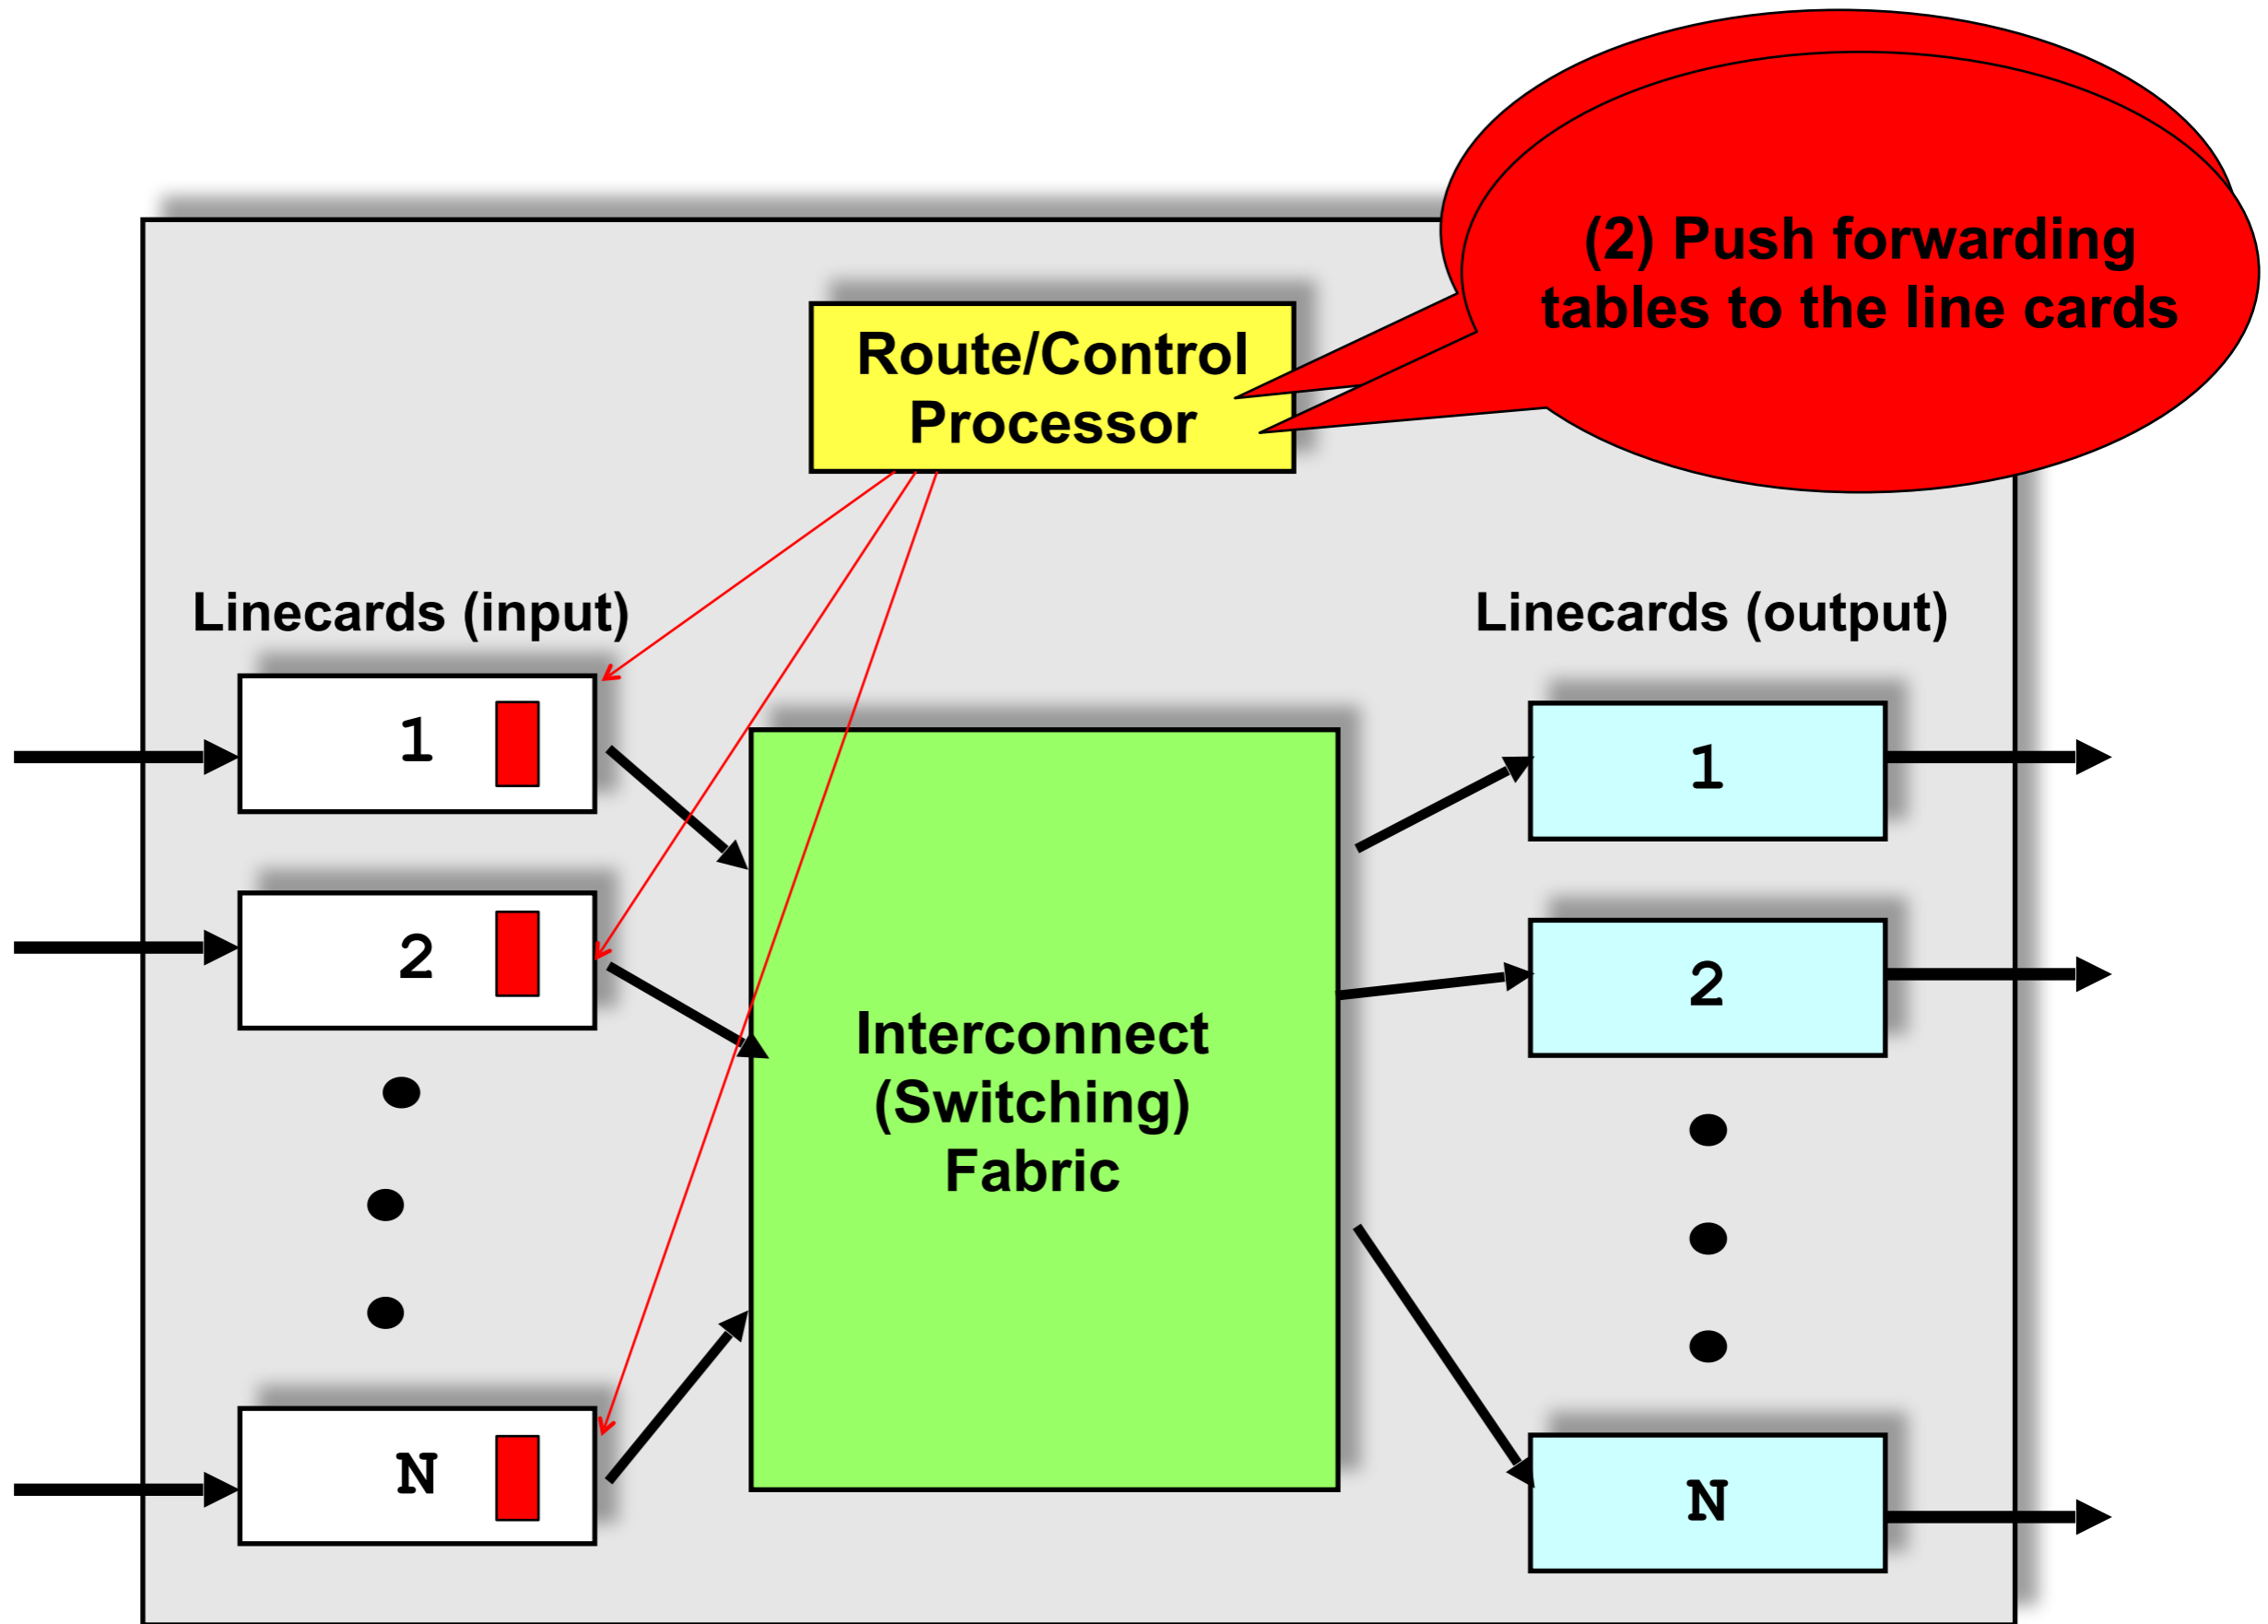 (2) Push forwarding
tables to the line cards
Route/Control
Processor
Linecards (input)
Linecards (output)
1
2
N
Interconnect
(Switching)
Fabric
1
2
N